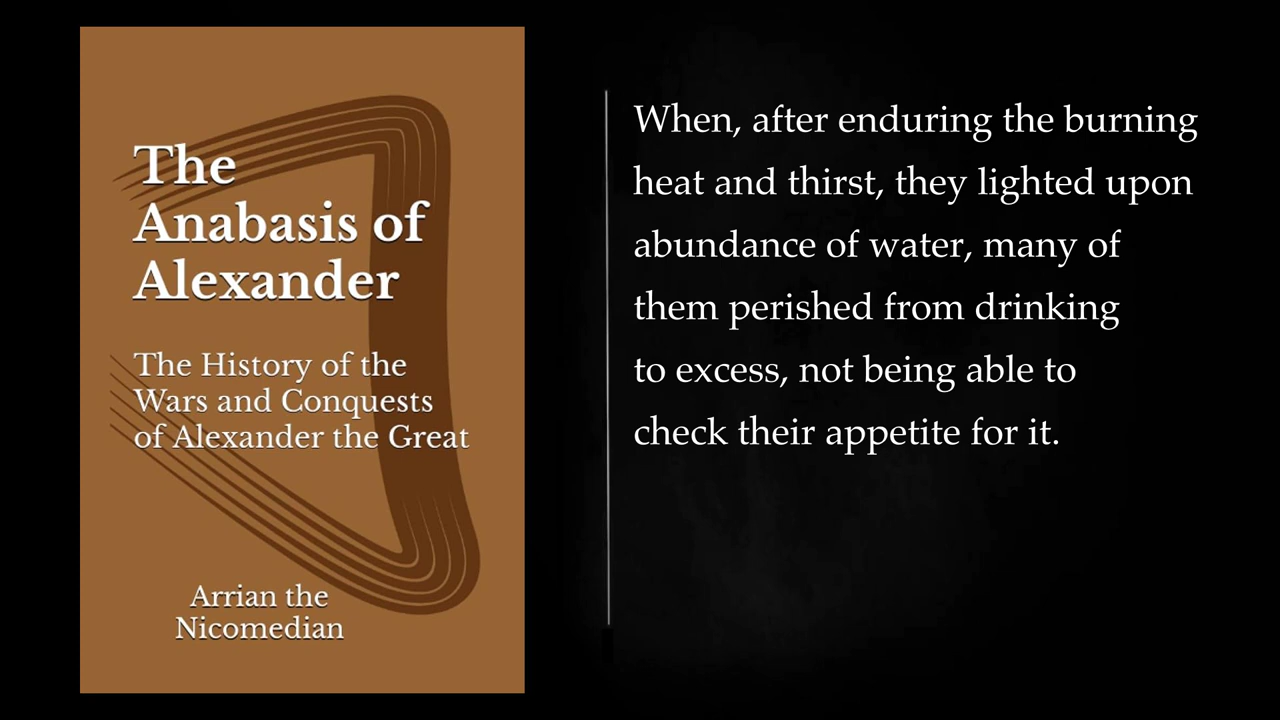 The
Anabasis of
Alexander
The History of the
Wars and Conquests
of Alexander the Great
Arrian the
Nicomedian
When, after enduring the burning
heat and thirst, they lighted upon
abundance of water, many of
them perished from drinking
to excess, not being able to
check their appetite for it.